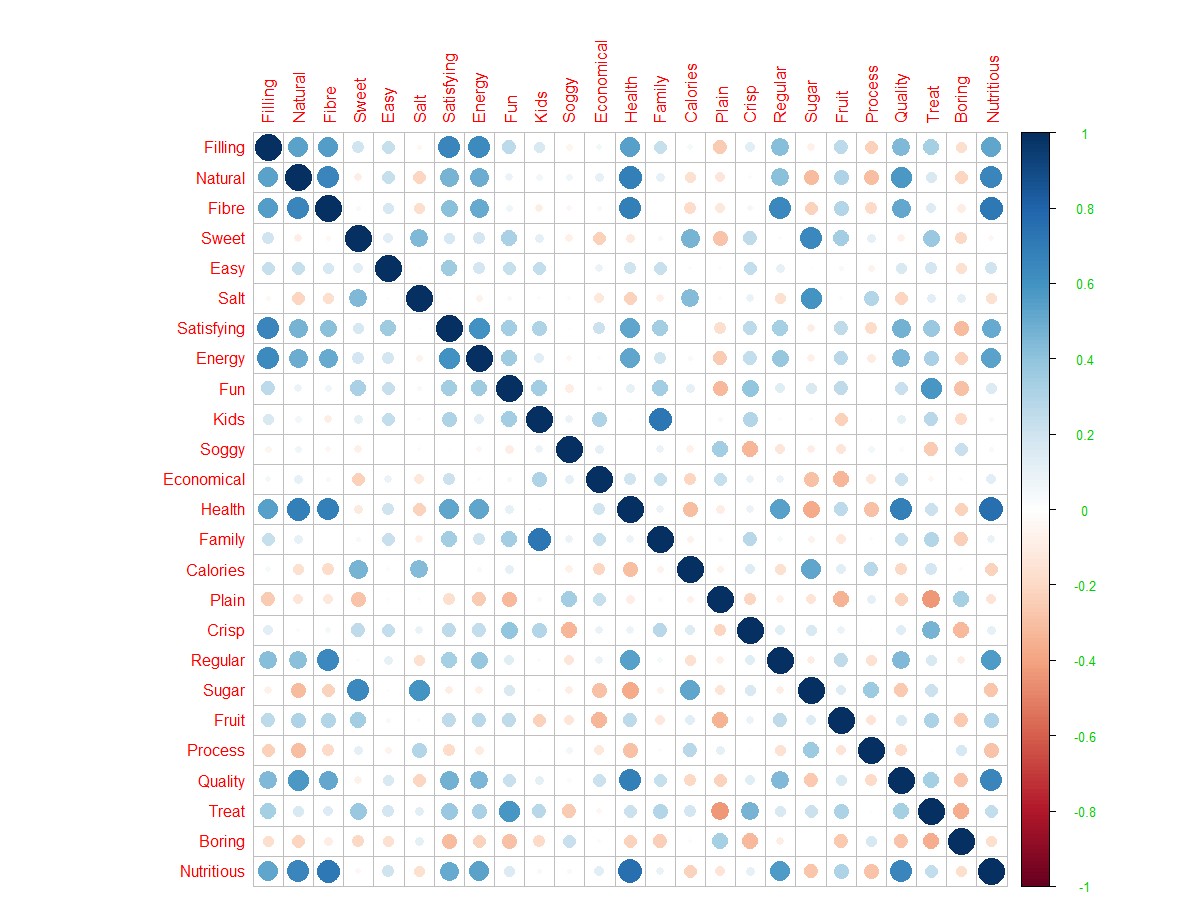 Filling Natural Fibre Sweet Easy Salt Satisfying Energy Fun Kids Soggy Economical Health Family Calories Plain Crisp Regular Sugar Fruit Process Quality Treat Boring Nutritious
Filling
Natural
Fibre
Sweet
Easy
Salt
Satisfying
Energy
Fun
Kids
Soggy
Economical
Health
Family
Calories
Plain
Crisp
Regular
Sugar
Fruit
Process
Quality
Treat
Boring
Nutritious
1
0.8
0.6
0.4
0.2
0
-0.2
-0.4
-0.6
-0.8
-1